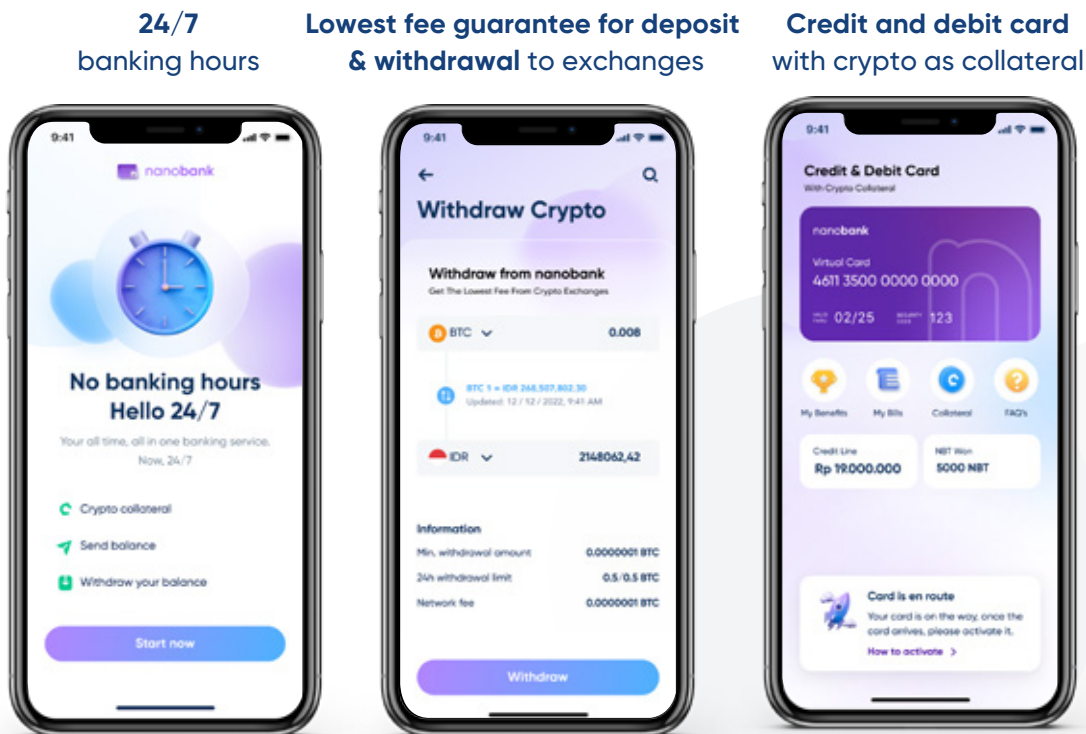 24/7
banking hours
Lowest fee guarantee for deposit
& withdrawal to exchanges
Credit and debit card
with crypto as collateral
9:41
nanobank
No banking hours
Hello 24/7
Your all time, all in one banking service.
Now, 24/7
Crypto collateral
Send balance
Withdraw your balance
Start now
9:41
Withdraw Crypto
Withdraw from nanobank
Get The Lowest Fee From Crypto Exchanges
BTC 0.008
BTC 1 = IDR 268,507,802.30
Updated: 12 / 12 / 2022, 9:41 AM
IDR 2148062,42
Information
Min, withdrawal amount 0.0000001 BTC
24h withdrawal limit 0.5/0.5 BTC
Network fee 0.0000001 BTC
Withdraw
9:41
Credit & Debit Card
With Crypto Collateral
nanobank
Virtual Card
4611 3500 0000 0000
VALID THRU 02/25 SECURITY CODE 123
My Benefits My Bills Collateral FAQ's
Credit Line
Rp 19.000.000
NBT Won
5000 NBT
Card is en route
Your card is on the way, once the
card arrives, please activate it.
How to activate